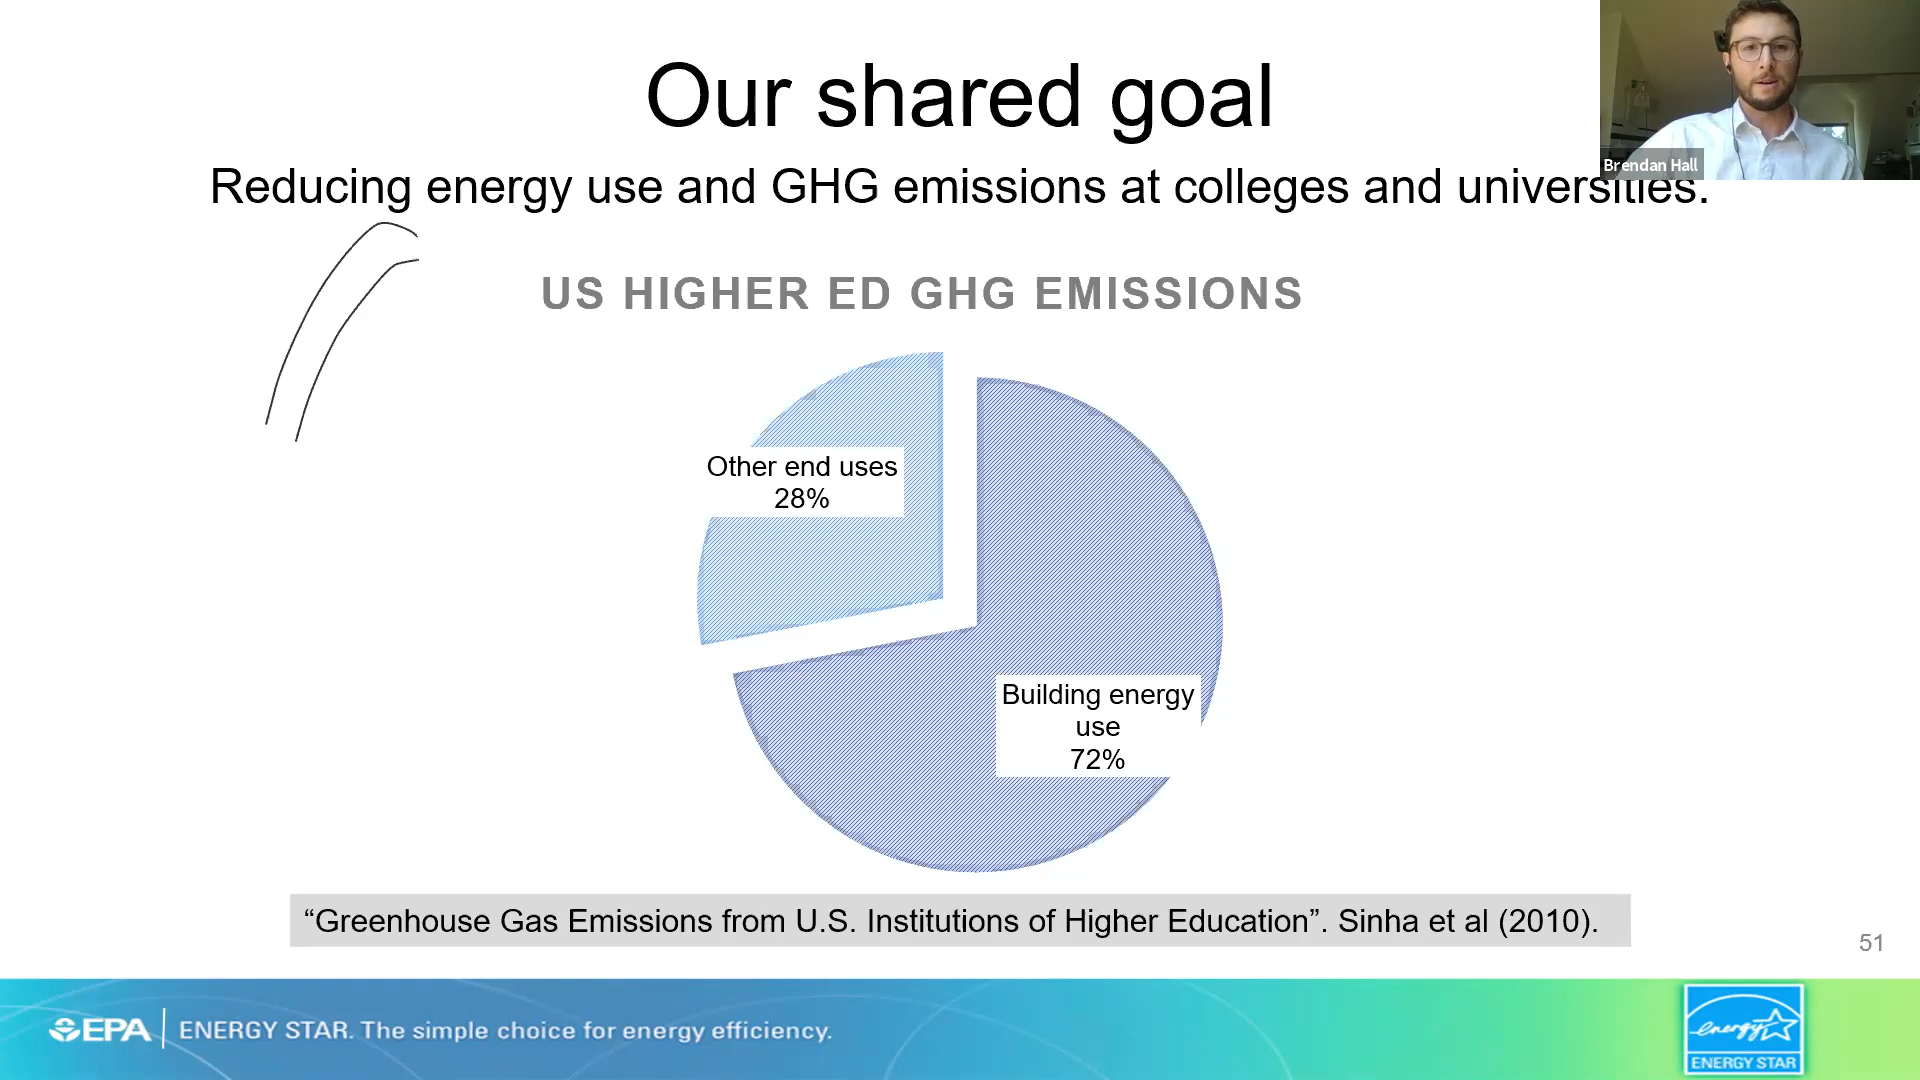 Our shared goal
Brendan Hall
Reducing energy use and GHG emissions at colleges and universities.
US HIGHER ED GHG EMISSIONS
Other end uses
28%
Building energy
use
72%
“Greenhouse Gas Emissions from U.S. Institutions of Higher Education”. Sinha et al (2010).
51
EPA
ENERGY STAR. The simple choice for energy efficiency.
energy
ENERGY STAR